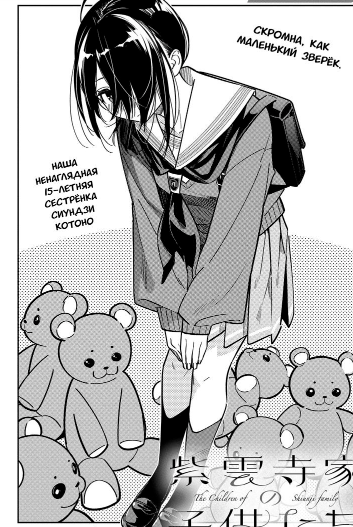 СКРОМНА, КАК
МАЛЕНЬКИЙ ЗВЕРЁК.
НАША
НЕНАГЛЯДНАЯ
15-ЛЕТНЯЯ
СЕСТРЁНКА
СИУНДЗИ
КОТОНО
紫雲寺家
The Children of の Shiunji family
子供たち